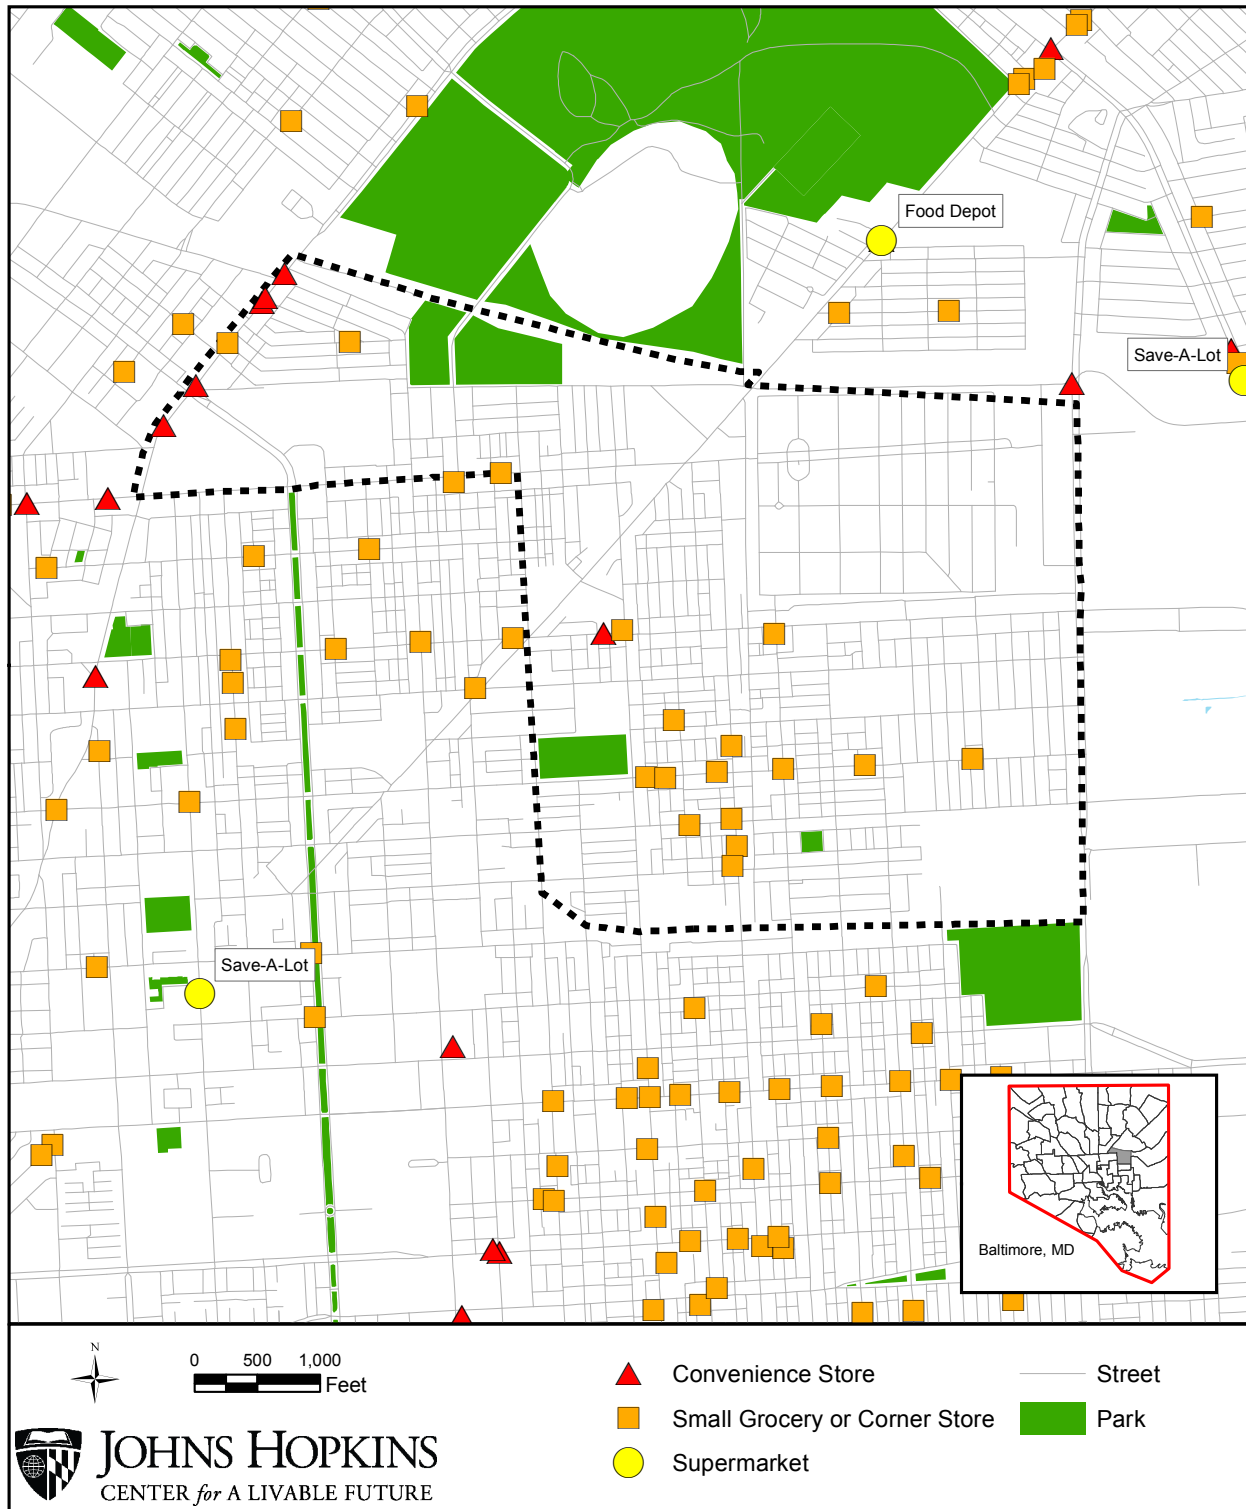 Food Depot
Save-A-Lot
Save-A-Lot
Baltimore, MD
N
0 500 1,000
Feet
Convenience Store
Street
Small Grocery or Corner Store
Park
Supermarket
JOHNS HOPKINS
CENTER for A LIVABLE FUTURE